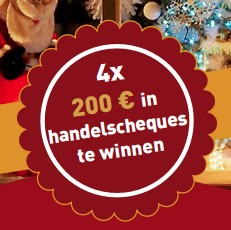 4x
200 € in
handelscheques
te winnen